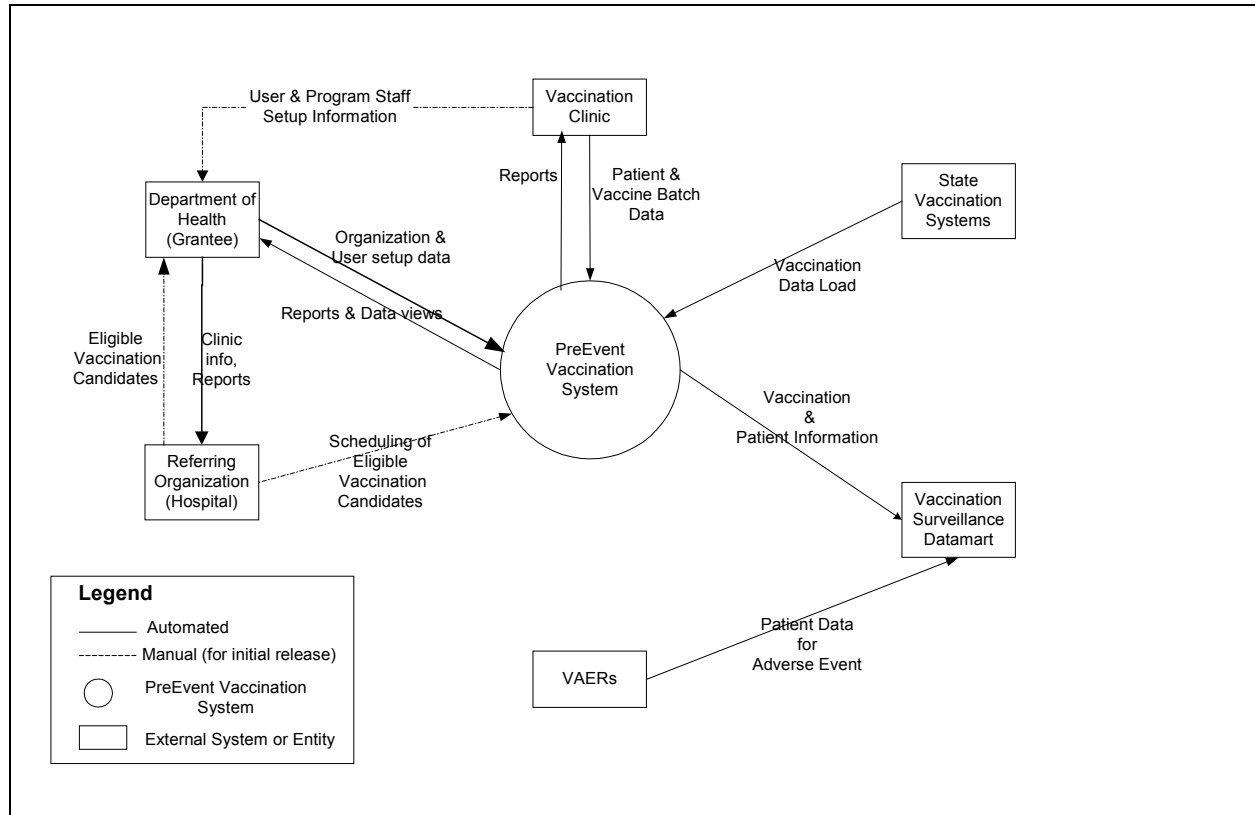 User & Program Staff
Setup Information
Vaccination
Clinic
Reports
Patient &
Vaccine Batch
Data
State
Vaccination
Systems
Department of
Health
(Grantee)
Organization &
User setup data
Vaccination
Data Load
Reports & Data views
Eligible
Vaccination
Candidates
Clinic
info,
Reports
PreEvent
Vaccination
System
Vaccination
&
Patient Information
Scheduling of
Eligible
Vaccination
Candidates
Referring
Organization
(Hospital)
Vaccination
Surveillance
Datamart
Patient Data
for
Adverse Event
VAERs
Legend
Automated
Manual (for initial release)
PreEvent Vaccination
System
External System or Entity